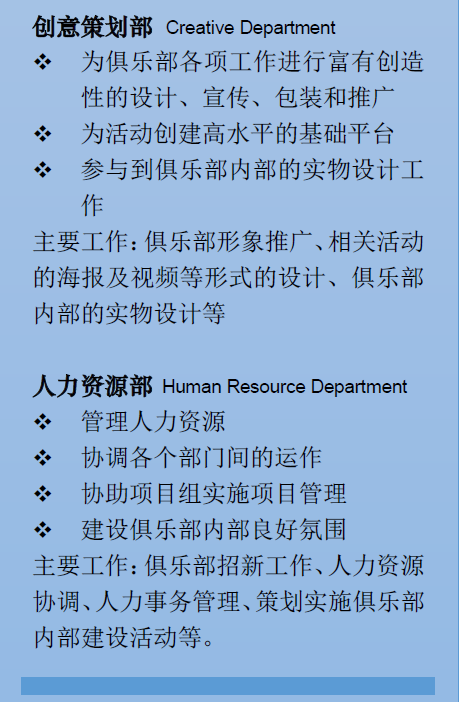 创意策划部 Creative Department
❖ 为俱乐部各项工作进行富有创造
性的设计、宣传、包装和推广
❖ 为活动创建高水平的基础平台
❖ 参与到俱乐部内部的实物设计工
作
主要工作：俱乐部形象推广、相关活动
的海报及视频等形式的设计、俱乐部
内部的实物设计等
人力资源部 Human Resource Department
❖ 管理人力资源
❖ 协调各个部门间的运作
❖ 协助项目组实施项目管理
❖ 建设俱乐部内部良好氛围
主要工作：俱乐部招新工作、人力资源
协调、人力事务管理、策划实施俱乐部
内部建设活动等。